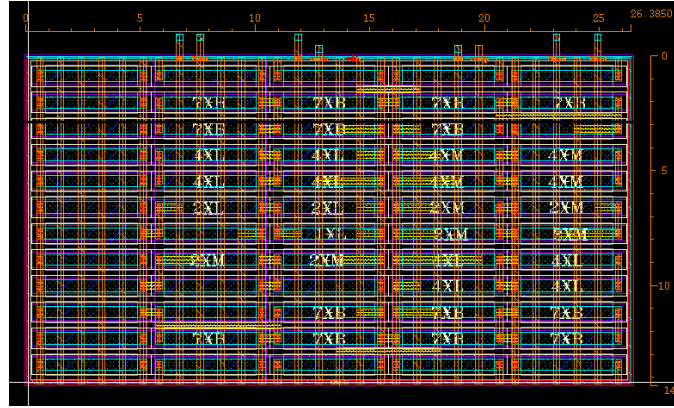 0 5 10 15 20 25 26.3850
0
7XB 7XB 7XB 7XB
7XB 7XB 7XB
4XL 4XL 4XM 4XM
5
4XL 4XL 4XM 4XM
2XL 2XL 2XM 2XM
1XL 2XM 2XM
2XM 2XM 4XL 4XL
10
4XL 4XL
7XB 7XB 7XB
7XB 7XB 7XB 7XB
14